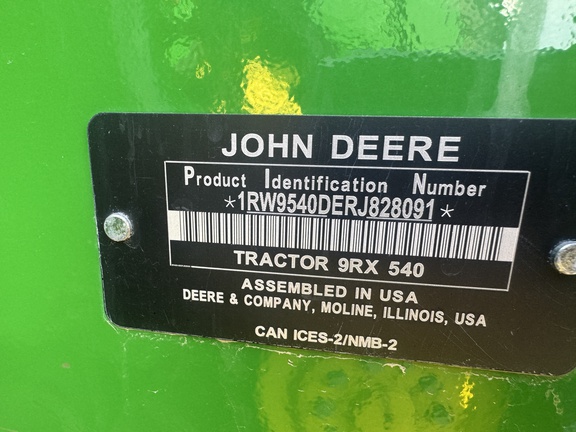 JOHN DEERE
Product Identification Number
*1RW9540DERJ828091*
TRACTOR 9RX 540
ASSEMBLED IN USA
DEERE & COMPANY, MOLINE, ILLINOIS, USA
CAN ICES-2/NMB-2